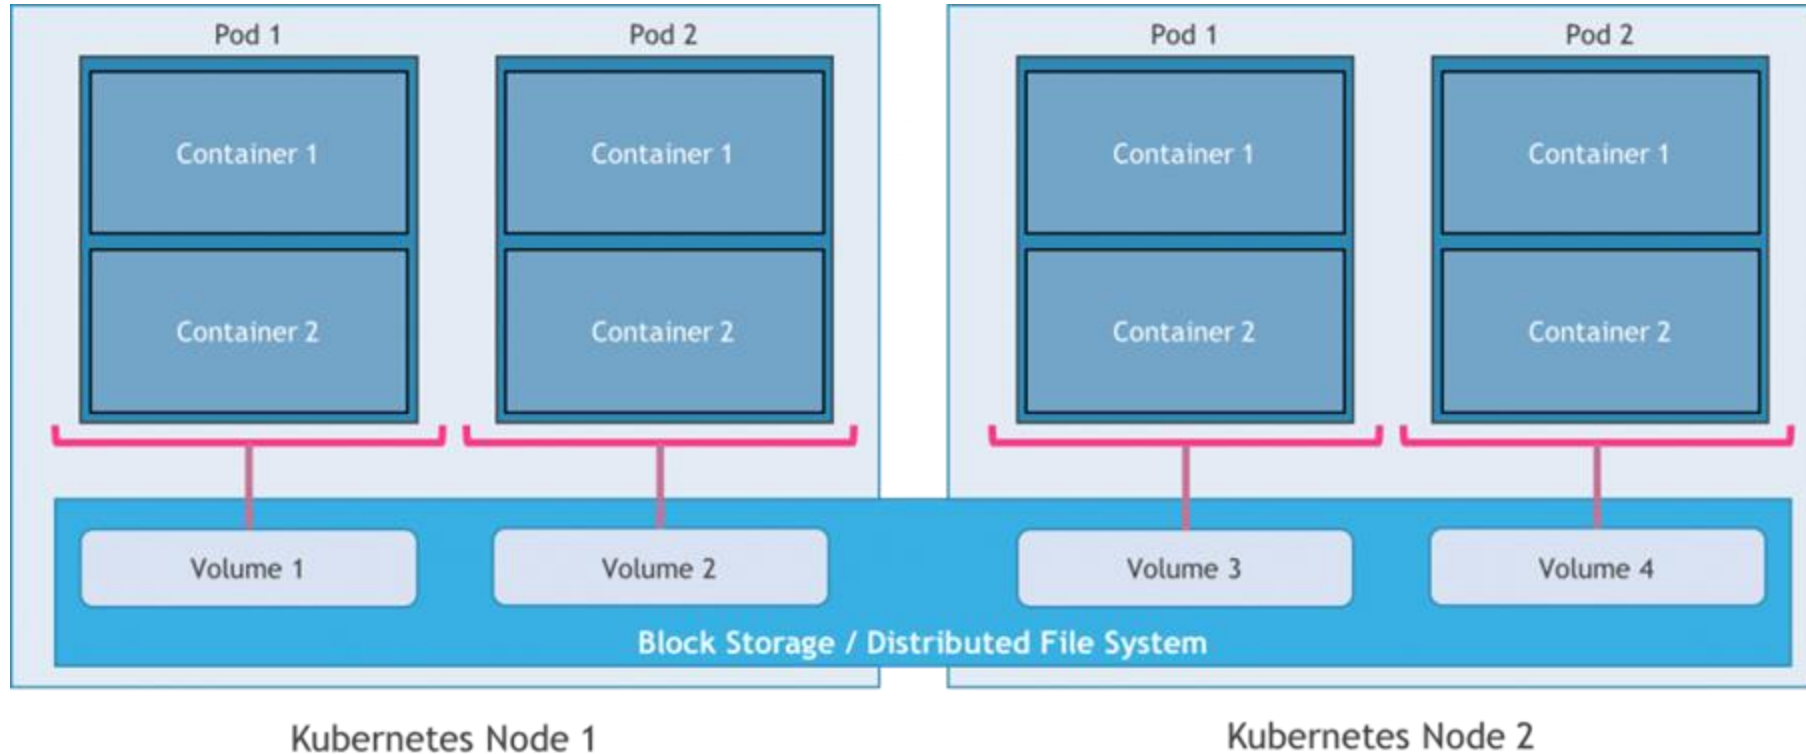 Pod 1
Pod 2
Pod 1
Pod 2
Container 1
Container 1
Container 1
Container 1
Container 2
Container 2
Container 2
Container 2
Volume 1
Volume 2
Volume 3
Volume 4
Block Storage / Distributed File System
Kubernetes Node 1
Kubernetes Node 2